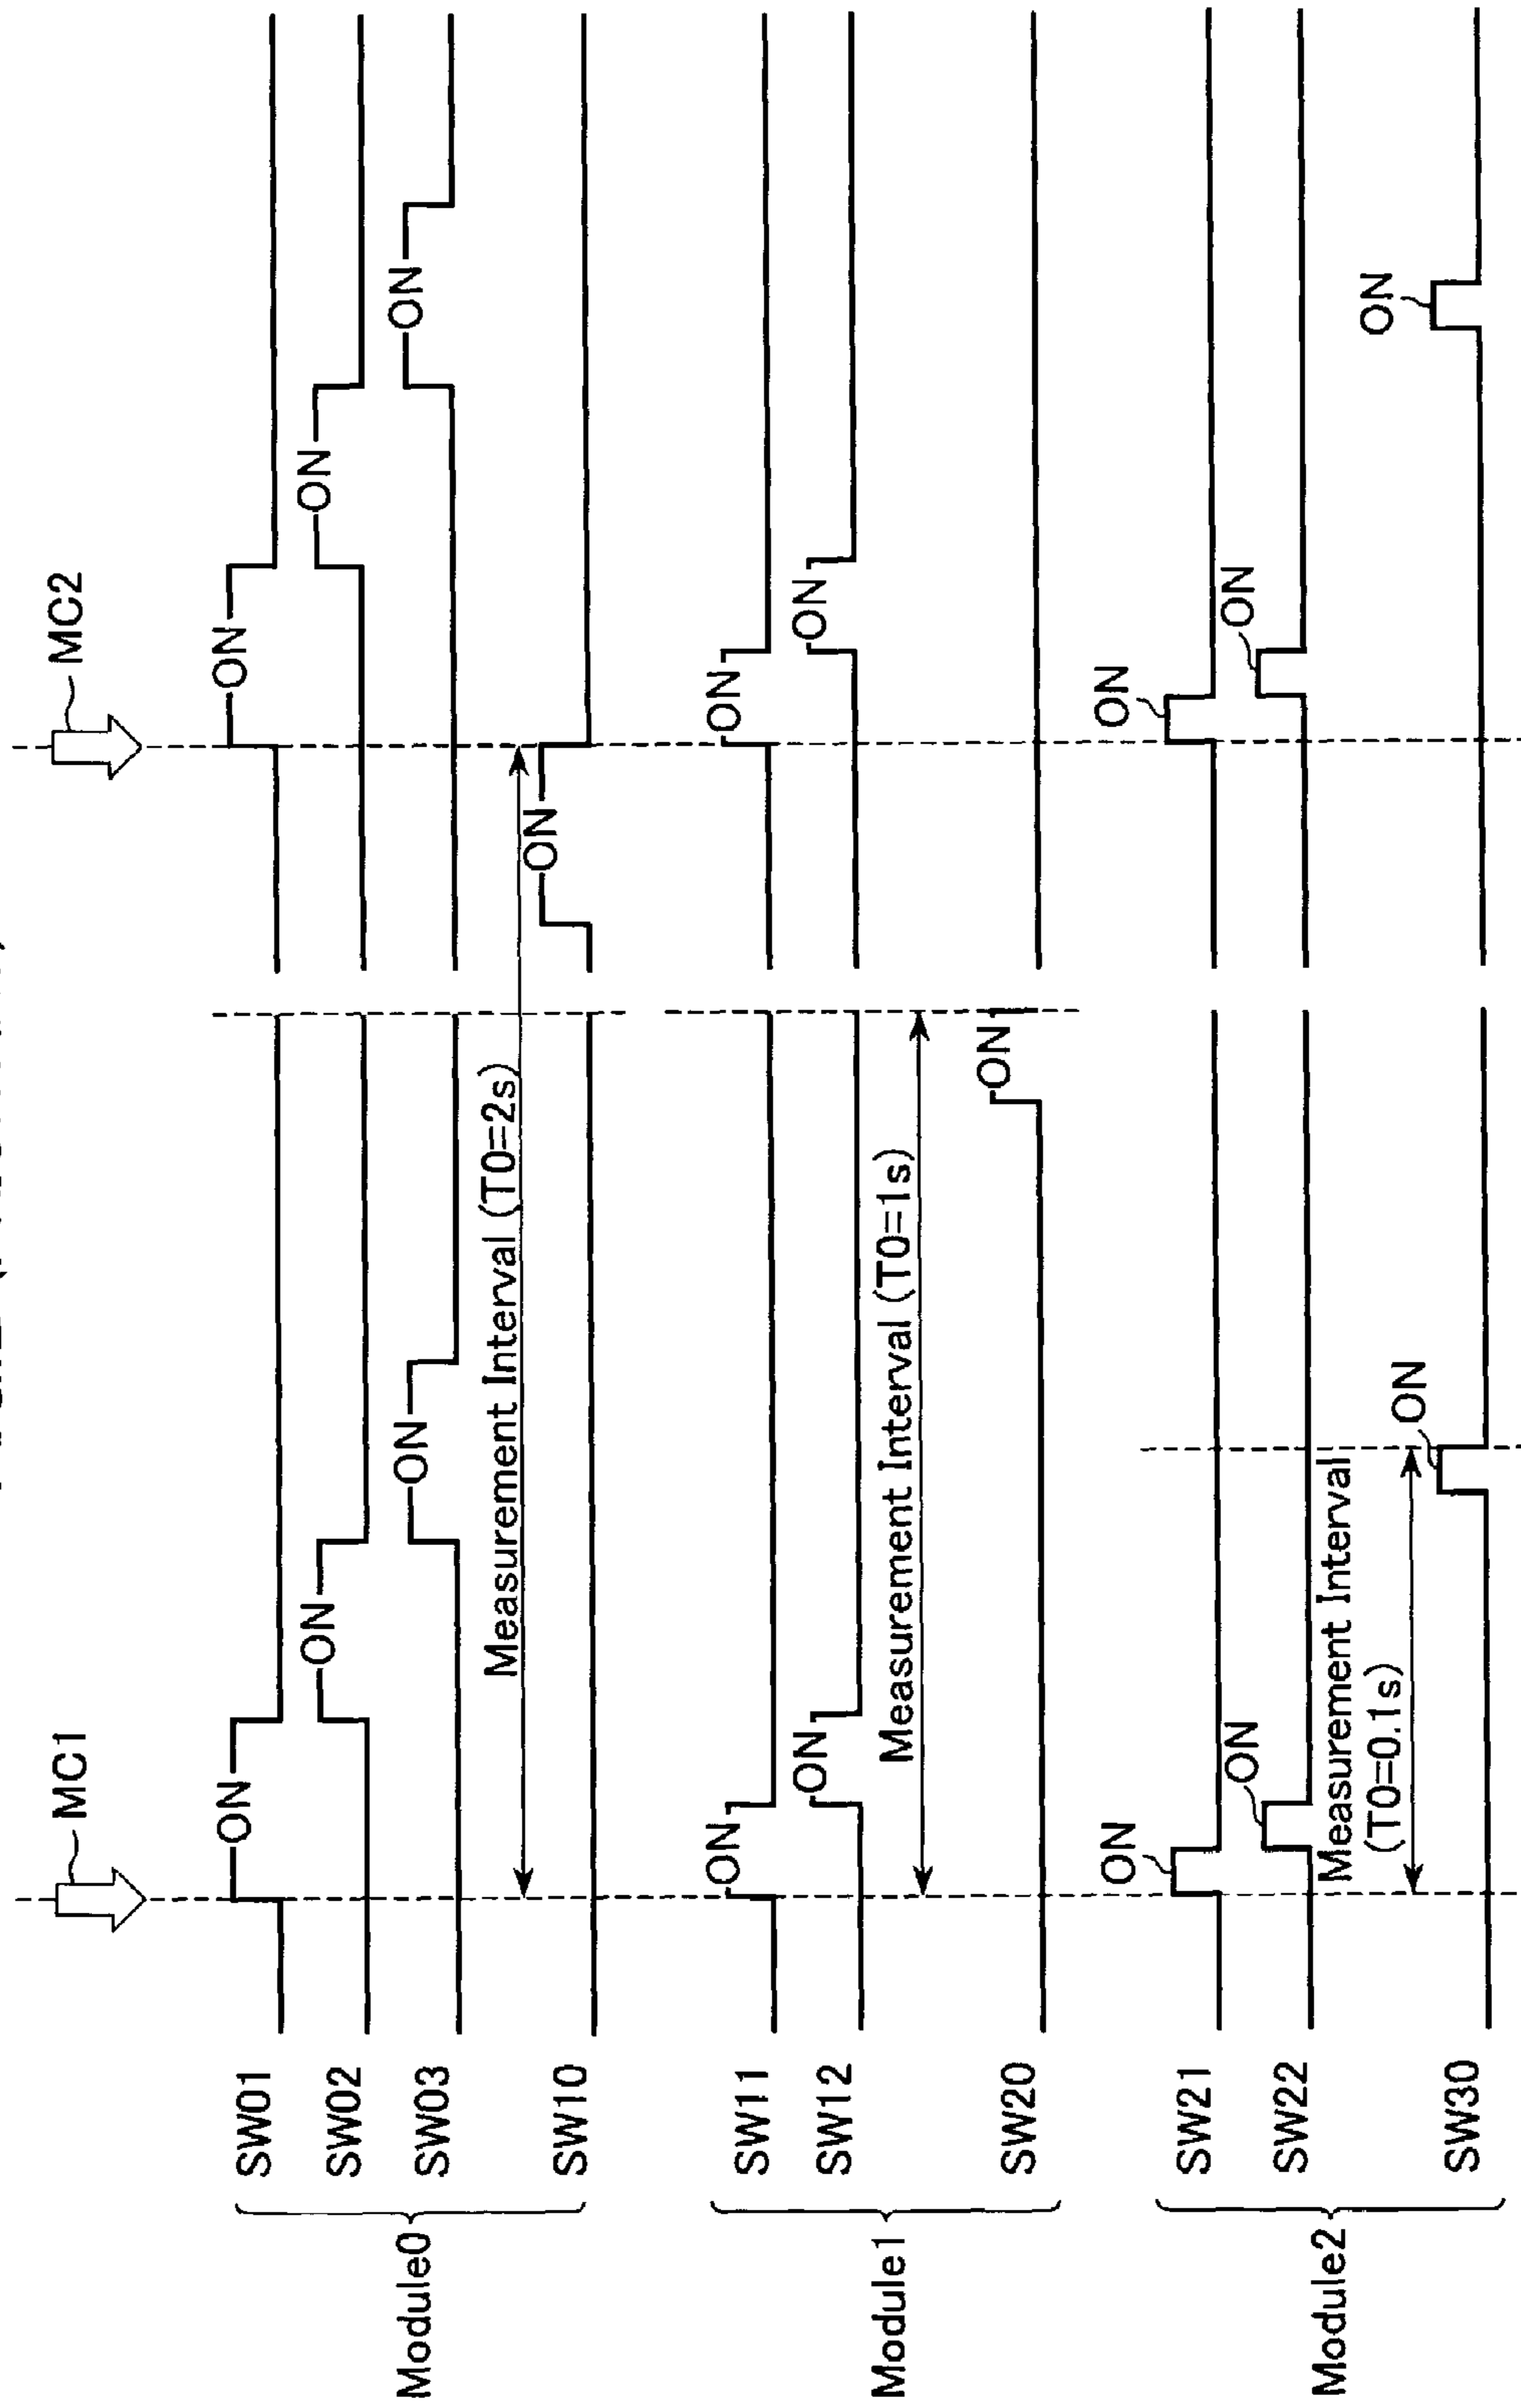 MC1
MC2
Module0
SW01
ON
ON
SW02
ON
ON
SW03
ON
ON
Measurement Interval (T0=2s)
SW10
ON
Module1
SW11
ON
ON
SW12
ON
ON
Measurement Interval (T0=1s)
SW20
ON
Module2
SW21
ON
ON
SW22
ON
ON
Measurement Interval
(T0=0.1s)
SW30
ON
ON